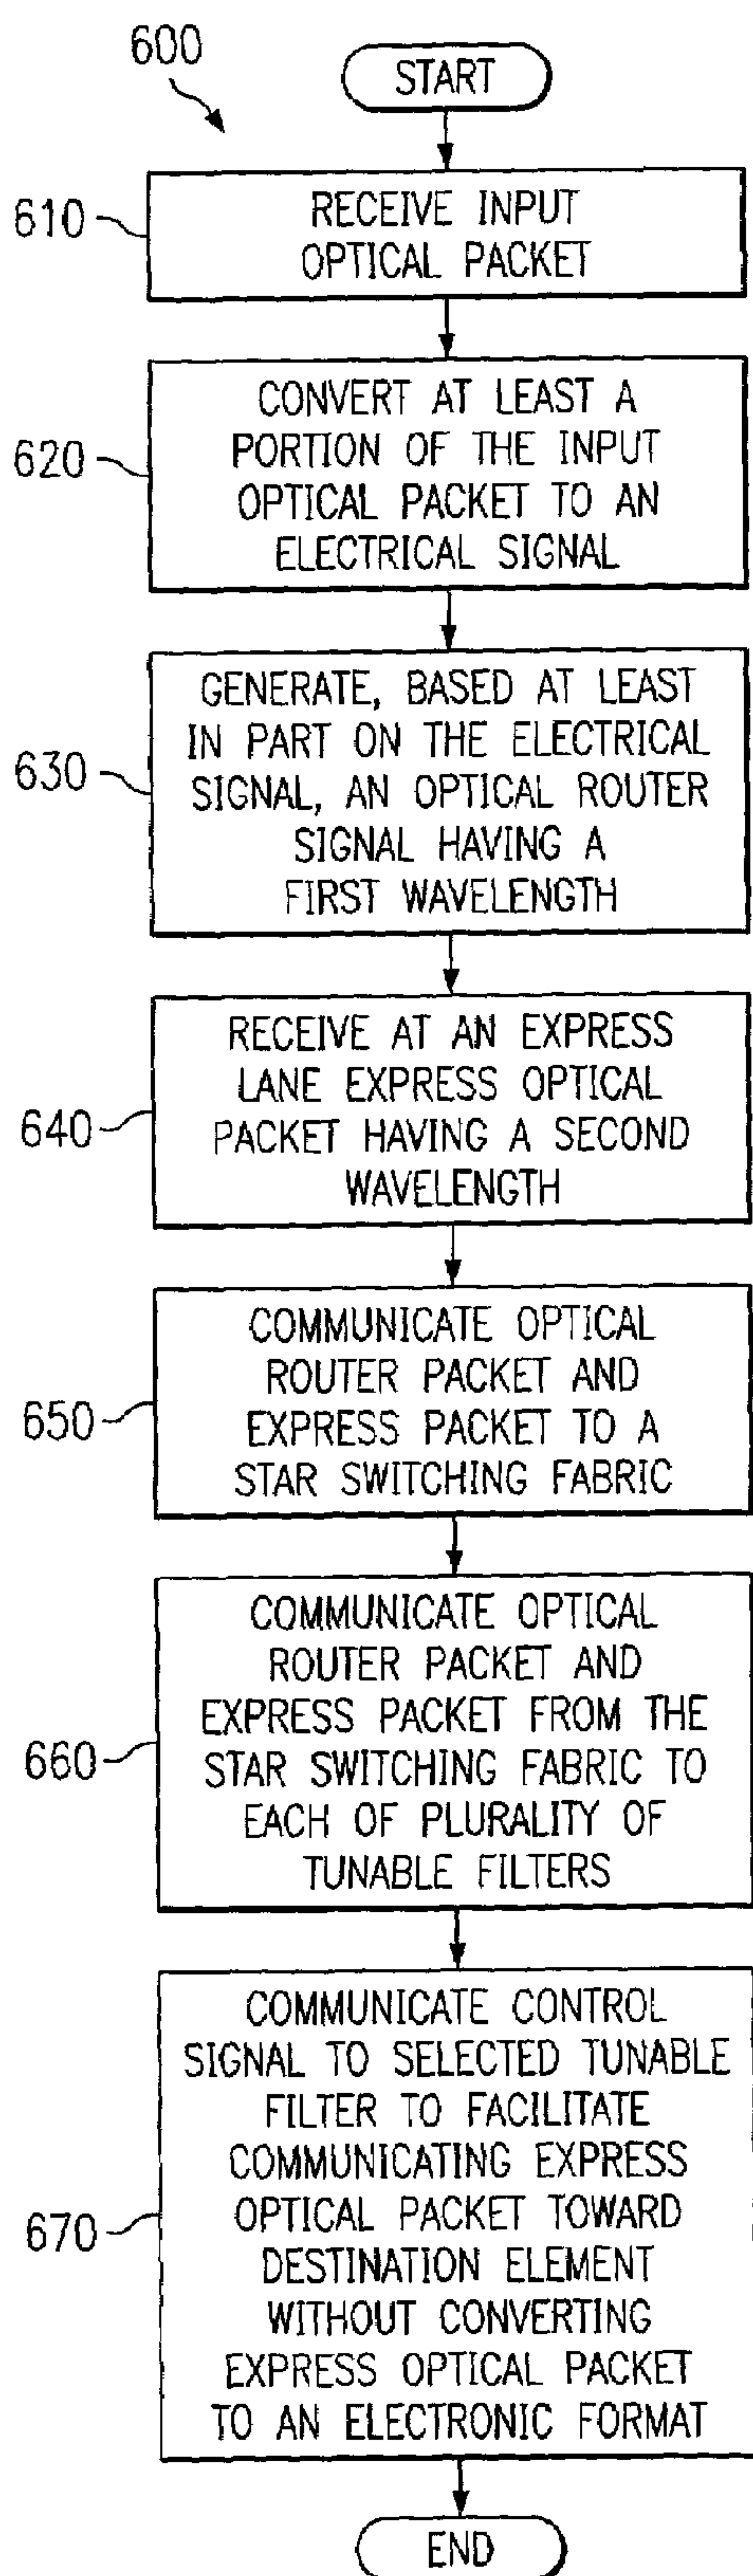 600
START
610
RECEIVE INPUT
OPTICAL PACKET
620
CONVERT AT LEAST A
PORTION OF THE INPUT
OPTICAL PACKET TO AN
ELECTRICAL SIGNAL
630
GENERATE, BASED AT LEAST
IN PART ON THE ELECTRICAL
SIGNAL, AN OPTICAL ROUTER
SIGNAL HAVING A
FIRST WAVELENGTH
640
RECEIVE AT AN EXPRESS
LANE EXPRESS OPTICAL
PACKET HAVING A SECOND
WAVELENGTH
650
COMMUNICATE OPTICAL
ROUTER PACKET AND
EXPRESS PACKET TO A
STAR SWITCHING FABRIC
660
COMMUNICATE OPTICAL
ROUTER PACKET AND
EXPRESS PACKET FROM THE
STAR SWITCHING FABRIC TO
EACH OF PLURALITY OF
TUNABLE FILTERS
670
COMMUNICATE CONTROL
SIGNAL TO SELECTED TUNABLE
FILTER TO FACILITATE
COMMUNICATING EXPRESS
OPTICAL PACKET TOWARD
DESTINATION ELEMENT
WITHOUT CONVERTING
EXPRESS OPTICAL PACKET
TO AN ELECTRONIC FORMAT
END